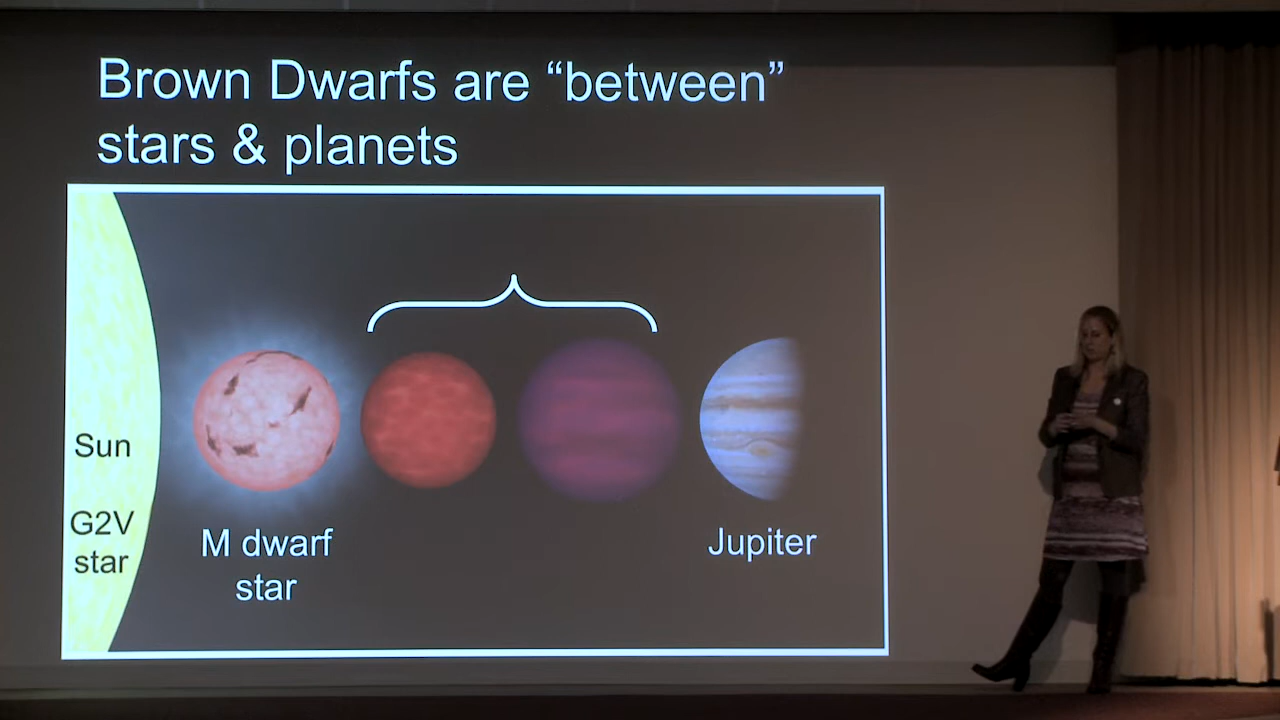 Brown Dwarfs are “between”
stars & planets
Sun
G2V
star
M dwarf
star
Jupiter